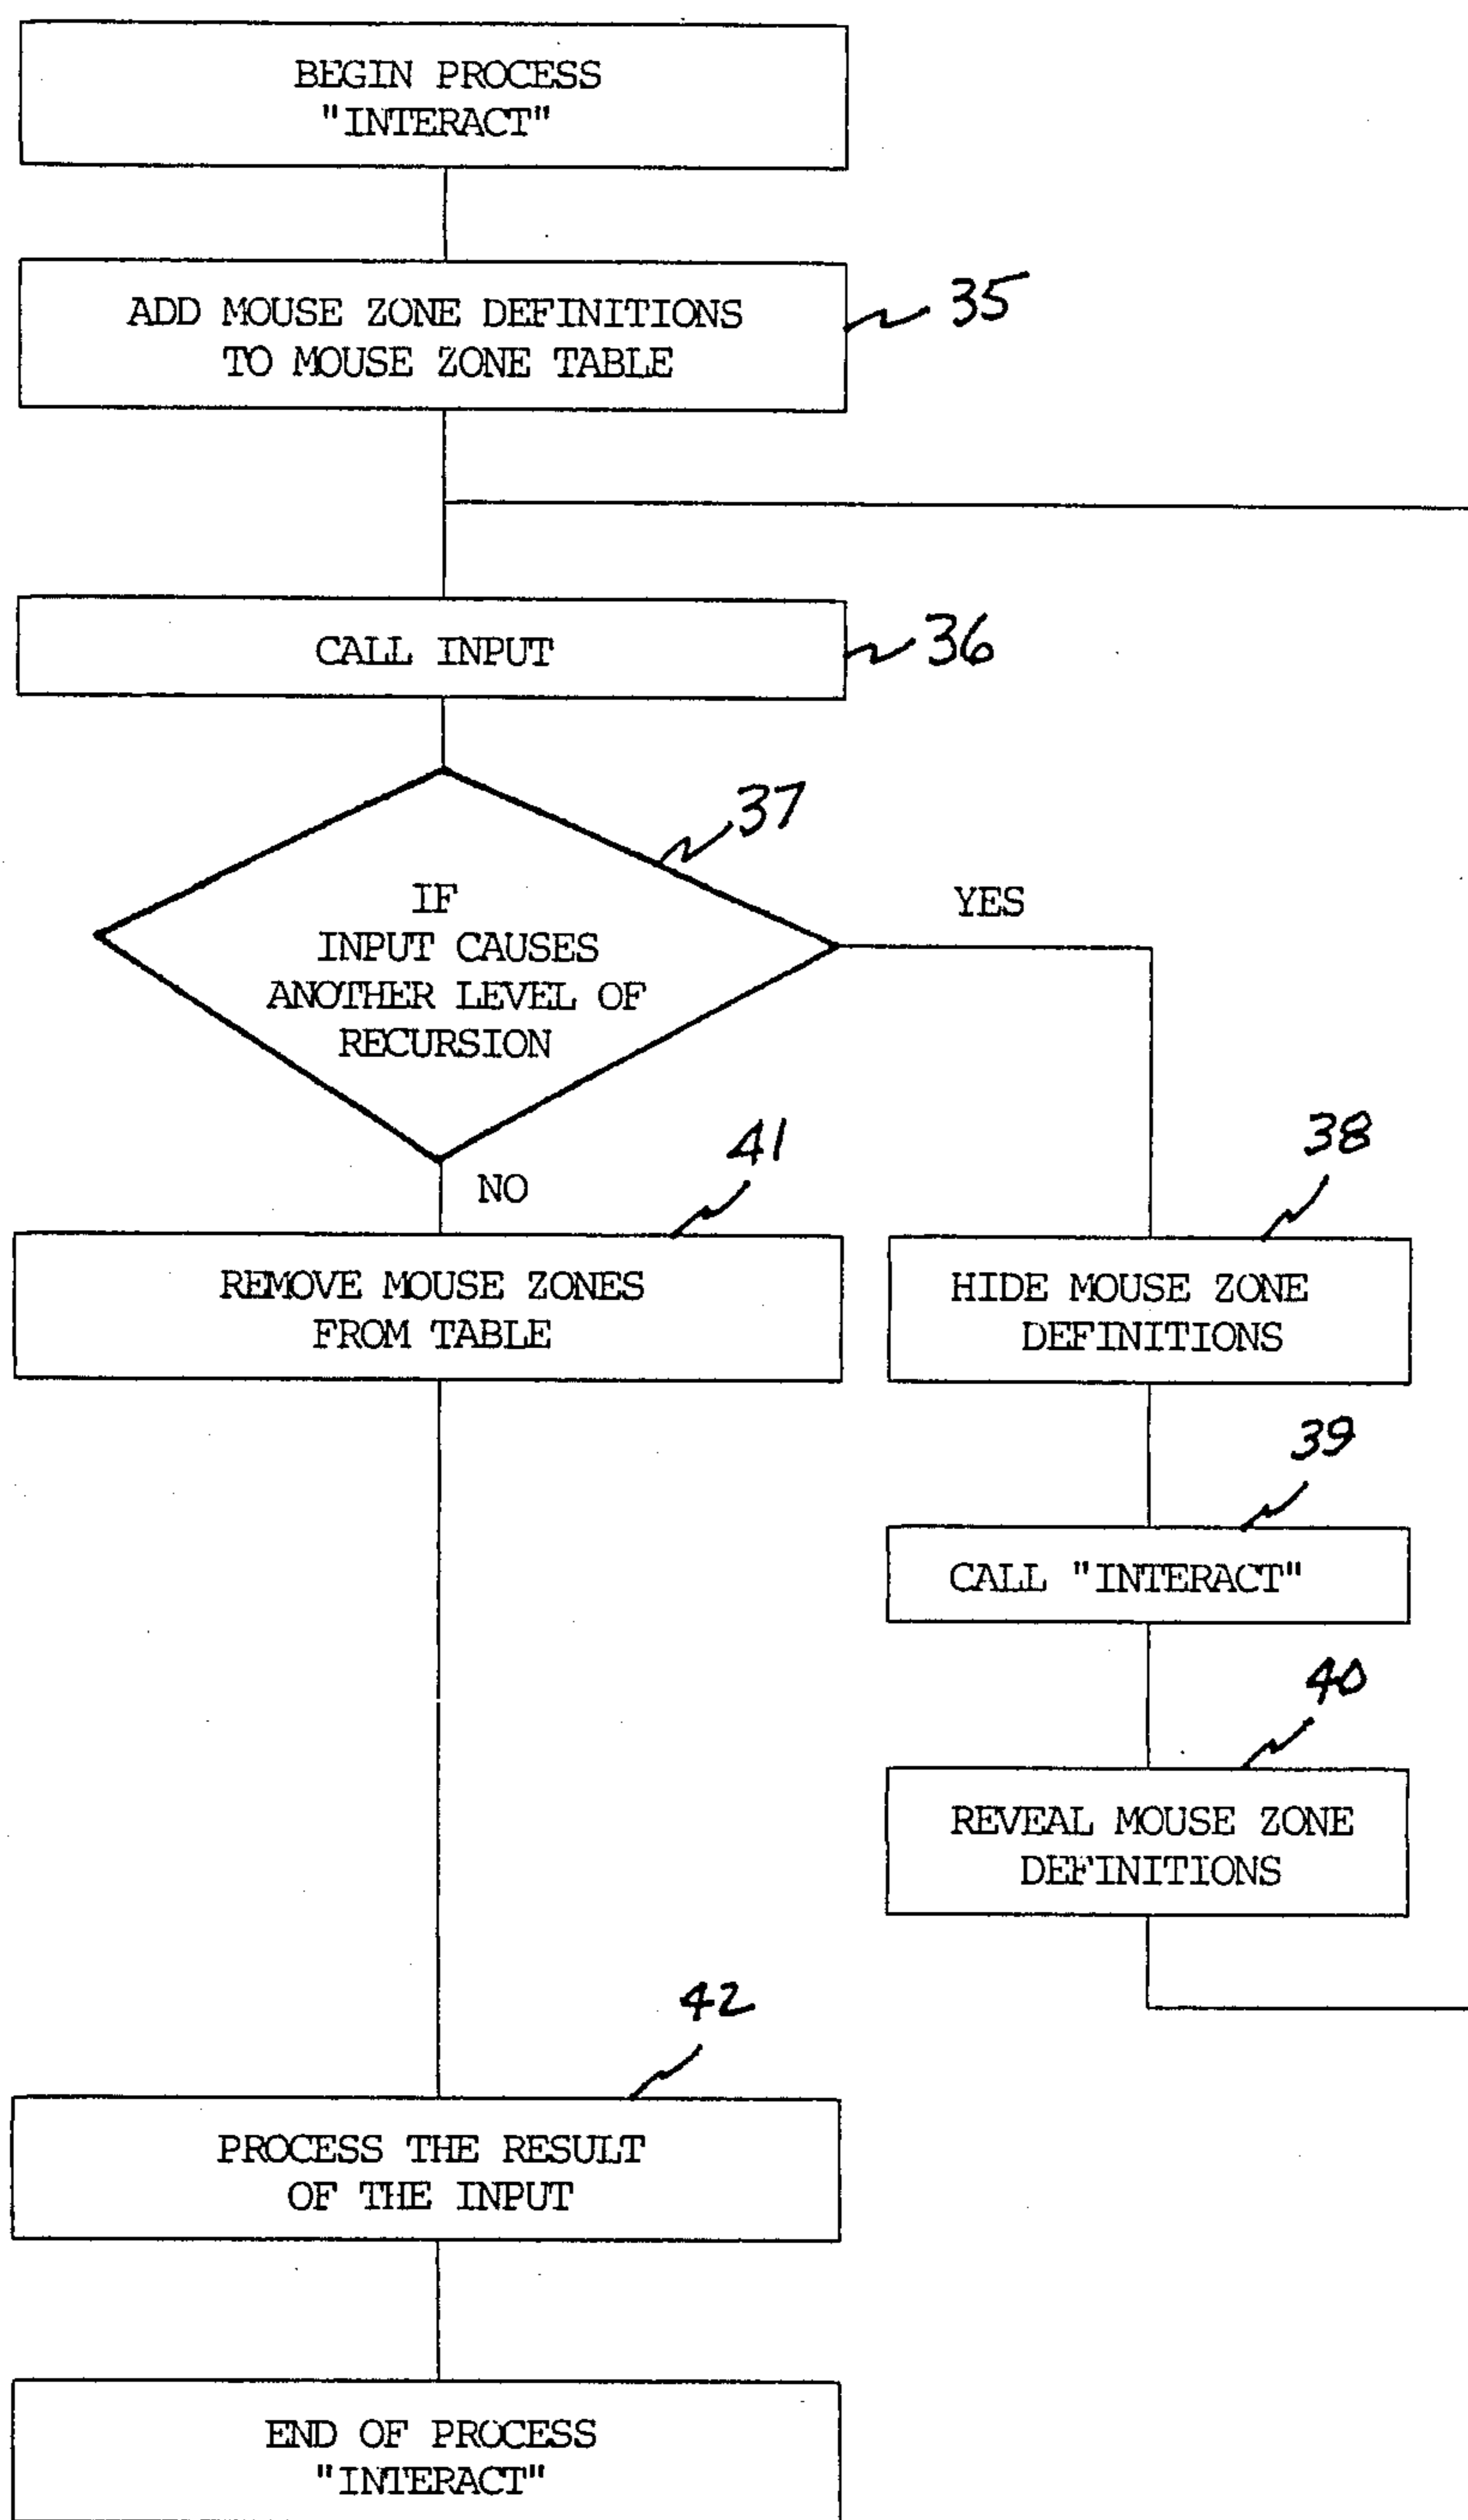 BEGIN PROCESS
"INTERACT"
ADD MOUSE ZONE DEFINITIONS
TO MOUSE ZONE TABLE
35
CALL INPUT
36
37
IF
INPUT CAUSES
ANOTHER LEVEL OF
RECURSION
YES
NO
41
REMOVE MOUSE ZONES
FROM TABLE
38
HIDE MOUSE ZONE
DEFINITIONS
39
CALL "INTERACT"
40
REVEAL MOUSE ZONE
DEFINITIONS
42
PROCESS THE RESULT
OF THE INPUT
END OF PROCESS
"INTERACT"